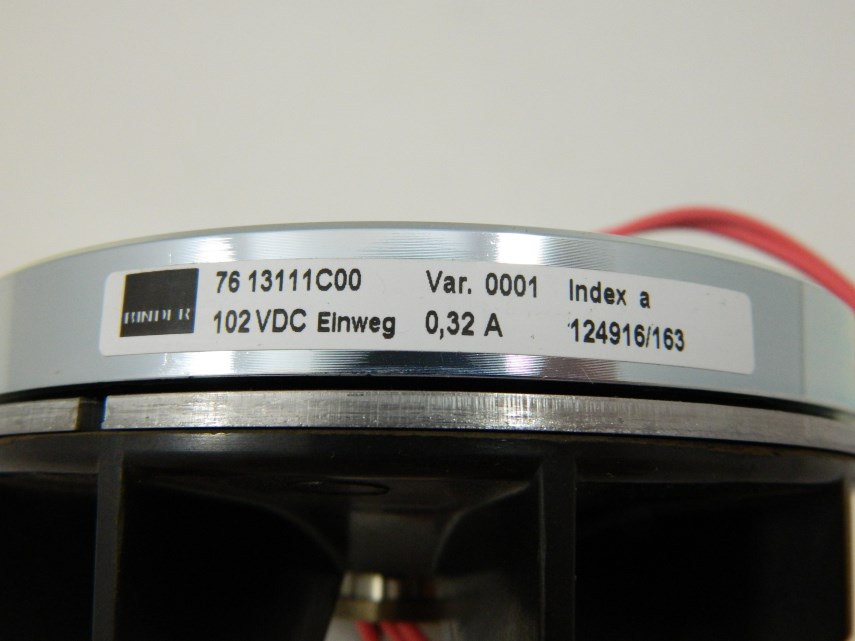 BINDER
76 13111C00 Var. 0001 Index a
102 VDC Einweg 0,32 A 124916/163